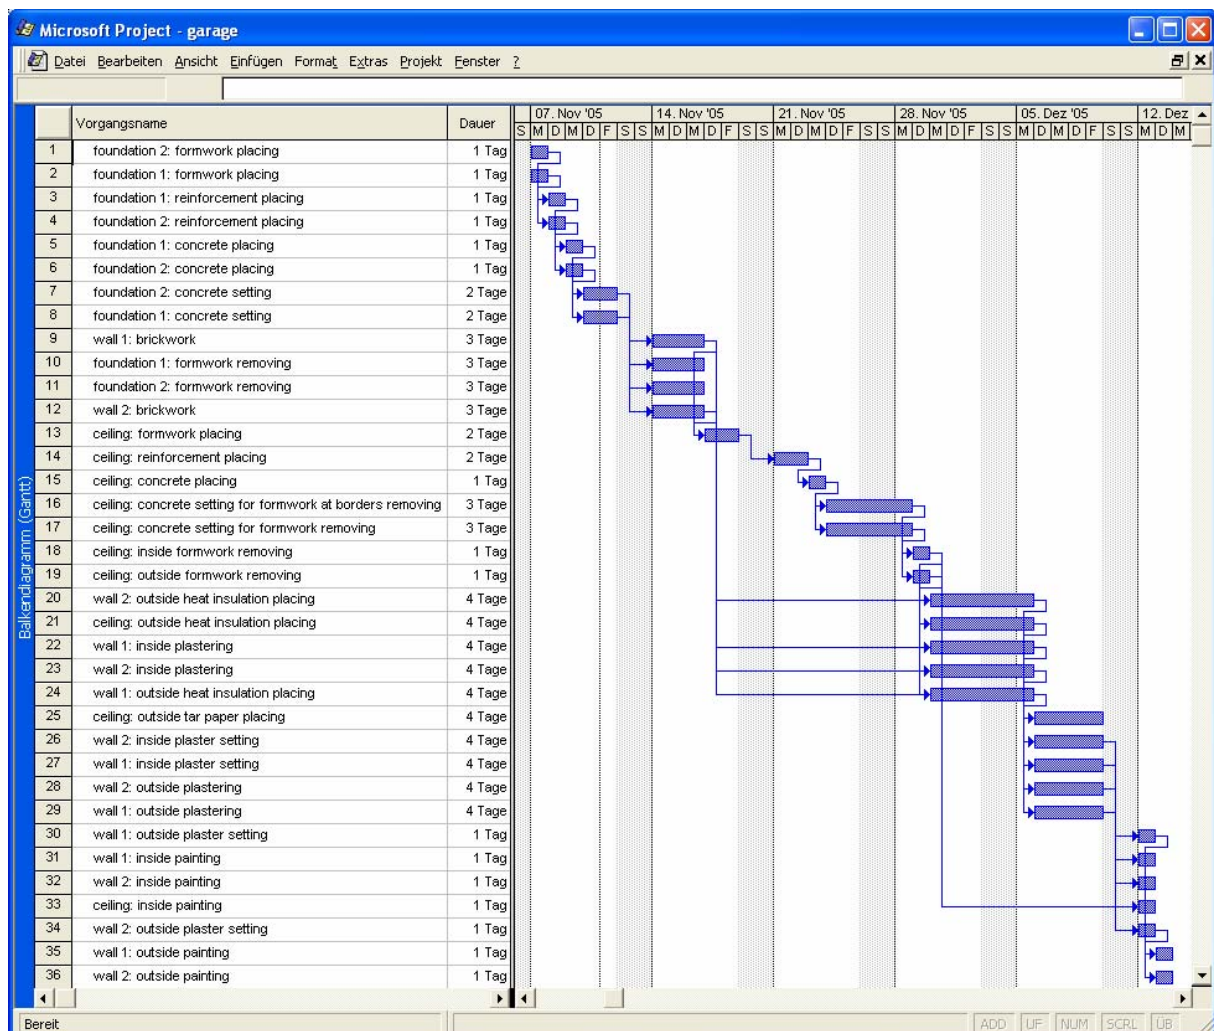 Microsoft Project - garage
Datei Bearbeiten Ansicht Einfügen Format Extras Projekt Fenster ?
Vorgangsname Dauer 07. Nov '05 14. Nov '05 21. Nov '05 28. Nov '05 05. Dez '05 12. Dez
S M D M D F S S M D M D F S S M D M D F S S M D M D F S S M D M D F S S M D M
1 foundation 2: formwork placing 1 Tag
2 foundation 1: formwork placing 1 Tag
3 foundation 1: reinforcement placing 1 Tag
4 foundation 2: reinforcement placing 1 Tag
5 foundation 1: concrete placing 1 Tag
6 foundation 2: concrete placing 1 Tag
7 foundation 2: concrete setting 2 Tage
8 foundation 1: concrete setting 2 Tage
9 wall 1: brickwork 3 Tage
10 foundation 1: formwork removing 3 Tage
11 foundation 2: formwork removing 3 Tage
12 wall 2: brickwork 3 Tage
13 ceiling: formwork placing 2 Tage
14 ceiling: reinforcement placing 2 Tage
15 ceiling: concrete placing 1 Tag
16 ceiling: concrete setting for formwork at borders removing 3 Tage
17 ceiling: concrete setting for formwork removing 3 Tage
18 ceiling: inside formwork removing 1 Tag
19 ceiling: outside formwork removing 1 Tag
20 wall 2: outside heat insulation placing 4 Tage
21 ceiling: outside heat insulation placing 4 Tage
22 wall 1: inside plastering 4 Tage
23 wall 2: inside plastering 4 Tage
24 wall 1: outside heat insulation placing 4 Tage
25 ceiling: outside tar paper placing 4 Tage
26 wall 2: inside plaster setting 4 Tage
27 wall 1: inside plaster setting 4 Tage
28 wall 2: outside plastering 4 Tage
29 wall 1: outside plastering 4 Tage
30 wall 1: outside plaster setting 1 Tag
31 wall 1: inside painting 1 Tag
32 wall 2: inside painting 1 Tag
33 ceiling: inside painting 1 Tag
34 wall 2: outside plaster setting 1 Tag
35 wall 1: outside painting 1 Tag
36 wall 2: outside painting 1 Tag
Balkendiagramm (Gantt)
Bereit ADD UF NUM SCRL ÜB